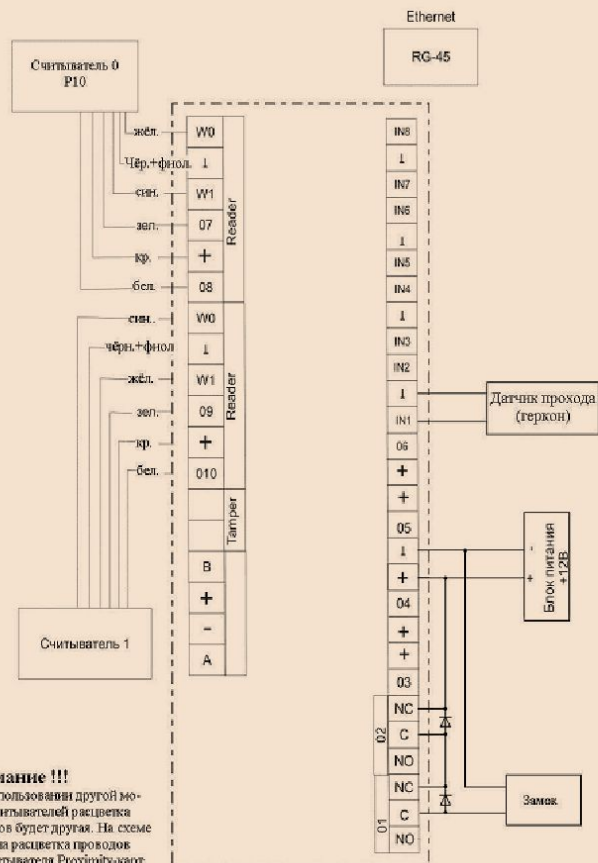 Ethernet
RG-45
Считыватель 0
P10
жёл.
Чёр.+фиол.
син.
зел.
кр.
бел.
W0
⊥
W1
07
+
08
Reader
син..
чёрн.+фиол
жёл.
зел.
кр.
бел.
W0
⊥
W1
09
+
010
Reader
Tamper
B
+
-
A
Считыватель 1
IN8
⊥
IN7
IN6
⊥
IN5
IN4
⊥
IN3
IN2
⊥
IN1
06
+
+
05
⊥
+
04
+
+
03
NC
C
NO
02
NC
C
NO
01
Датчик прохода
(геркон)
-
+
Блок питания
+12В
Замок
мание !!!
пользовании другой мо-
итывателей расцветка
ов будет другая. На схеме
на расцветка проводов
тывателя Proximity-карт